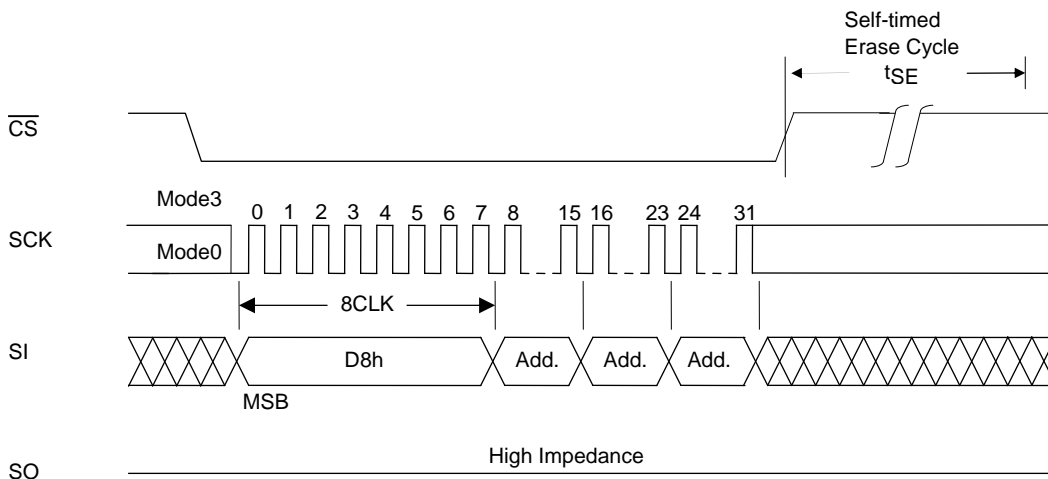 Self-timed
Erase Cycle
tSE
CS
Mode3
0 1 2 3 4 5 6 7 8 15 16 23 24 31
SCK
Mode0
8CLK
SI
D8h Add. Add. Add.
MSB
High Impedance
SO